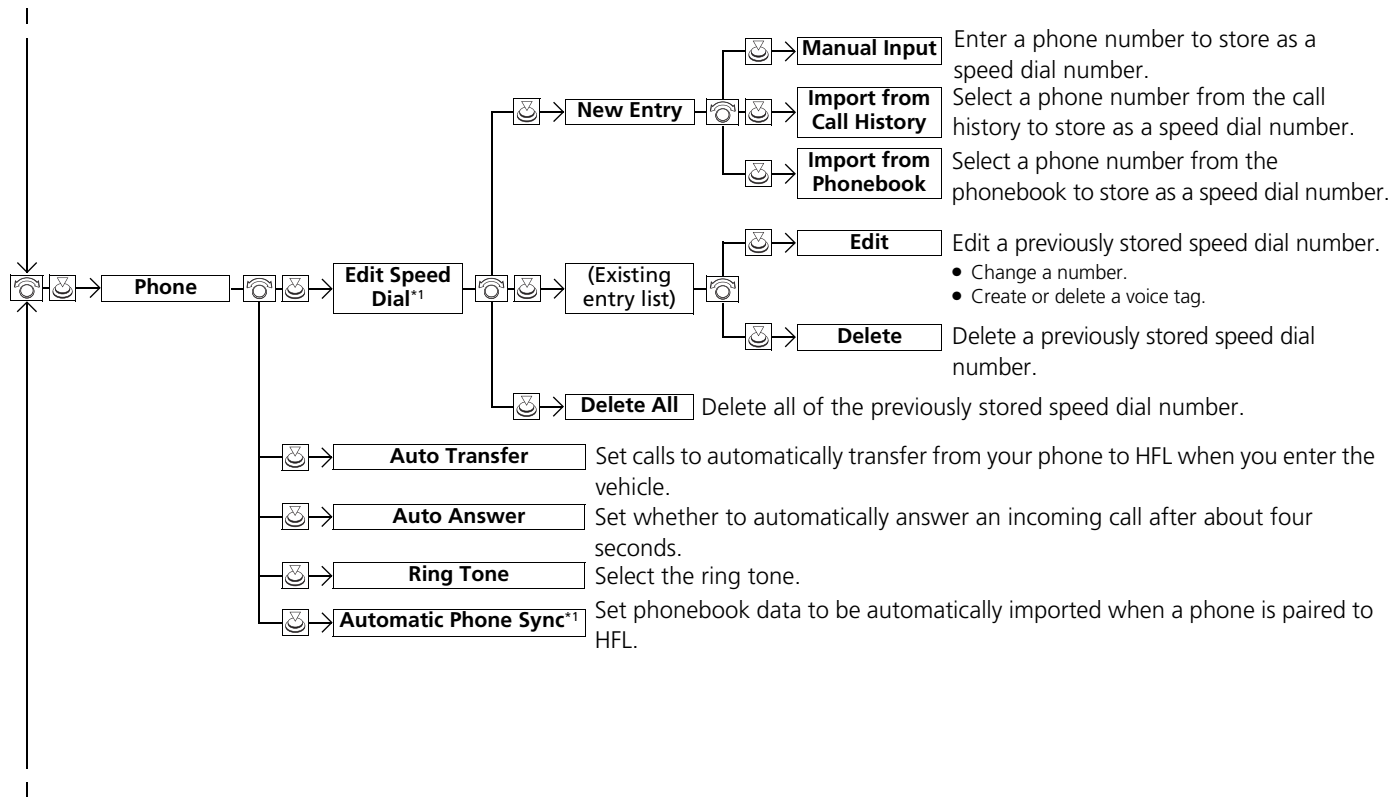 Manual Input
Enter a phone number to store as a
speed dial number.
New Entry
Import from
Call History
Select a phone number from the call
history to store as a speed dial number.
Import from
Phonebook
Select a phone number from the
phonebook to store as a speed dial number.
Phone
Edit Speed
Dial*1
(Existing
entry list)
Edit
Edit a previously stored speed dial number.
● Change a number.
● Create or delete a voice tag.
Delete
Delete a previously stored speed dial
number.
Delete All
Delete all of the previously stored speed dial number.
Auto Transfer
Set calls to automatically transfer from your phone to HFL when you enter the
vehicle.
Auto Answer
Set whether to automatically answer an incoming call after about four
seconds.
Ring Tone
Select the ring tone.
Automatic Phone Sync*1
Set phonebook data to be automatically imported when a phone is paired to
HFL.